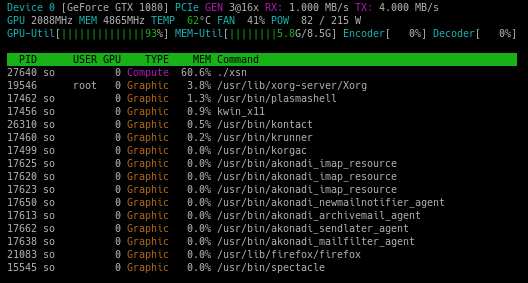 Device 0 [GeForce GTX 1080] PCIe GEN 3@16x RX: 1.000 MB/s TX: 4.000 MB/s
GPU 2088MHz MEM 4865MHz TEMP  62°C FAN  41% POW  82 / 215 W
GPU-Util[||||||||||||||93%] MEM-Util[||||||||5.8G/8.5G] Encoder[   0%] Decoder[   0%]
  PID      USER GPU    TYPE    MEM Command
27640 so          0 Compute  60.6% ./xsn
19546      root   0 Graphic   3.8% /usr/lib/xorg-server/Xorg
17462 so          0 Graphic   1.3% /usr/bin/plasmashell
17456 so          0 Graphic   0.9% kwin_x11
26310 so          0 Graphic   0.5% /usr/bin/kontact
17460 so          0 Graphic   0.2% /usr/bin/krunner
17499 so          0 Graphic   0.0% /usr/bin/korgac
17625 so          0 Graphic   0.0% /usr/bin/akonadi_imap_resource
17620 so          0 Graphic   0.0% /usr/bin/akonadi_imap_resource
17623 so          0 Graphic   0.0% /usr/bin/akonadi_imap_resource
17650 so          0 Graphic   0.0% /usr/bin/akonadi_newmailnotifier_agent
17613 so          0 Graphic   0.0% /usr/bin/akonadi_archivemail_agent
17662 so          0 Graphic   0.0% /usr/bin/akonadi_sendlater_agent
17638 so          0 Graphic   0.0% /usr/bin/akonadi_mailfilter_agent
21083 so          0 Graphic   0.0% /usr/lib/firefox/firefox
15545 so          0 Graphic   0.0% /usr/bin/spectacle